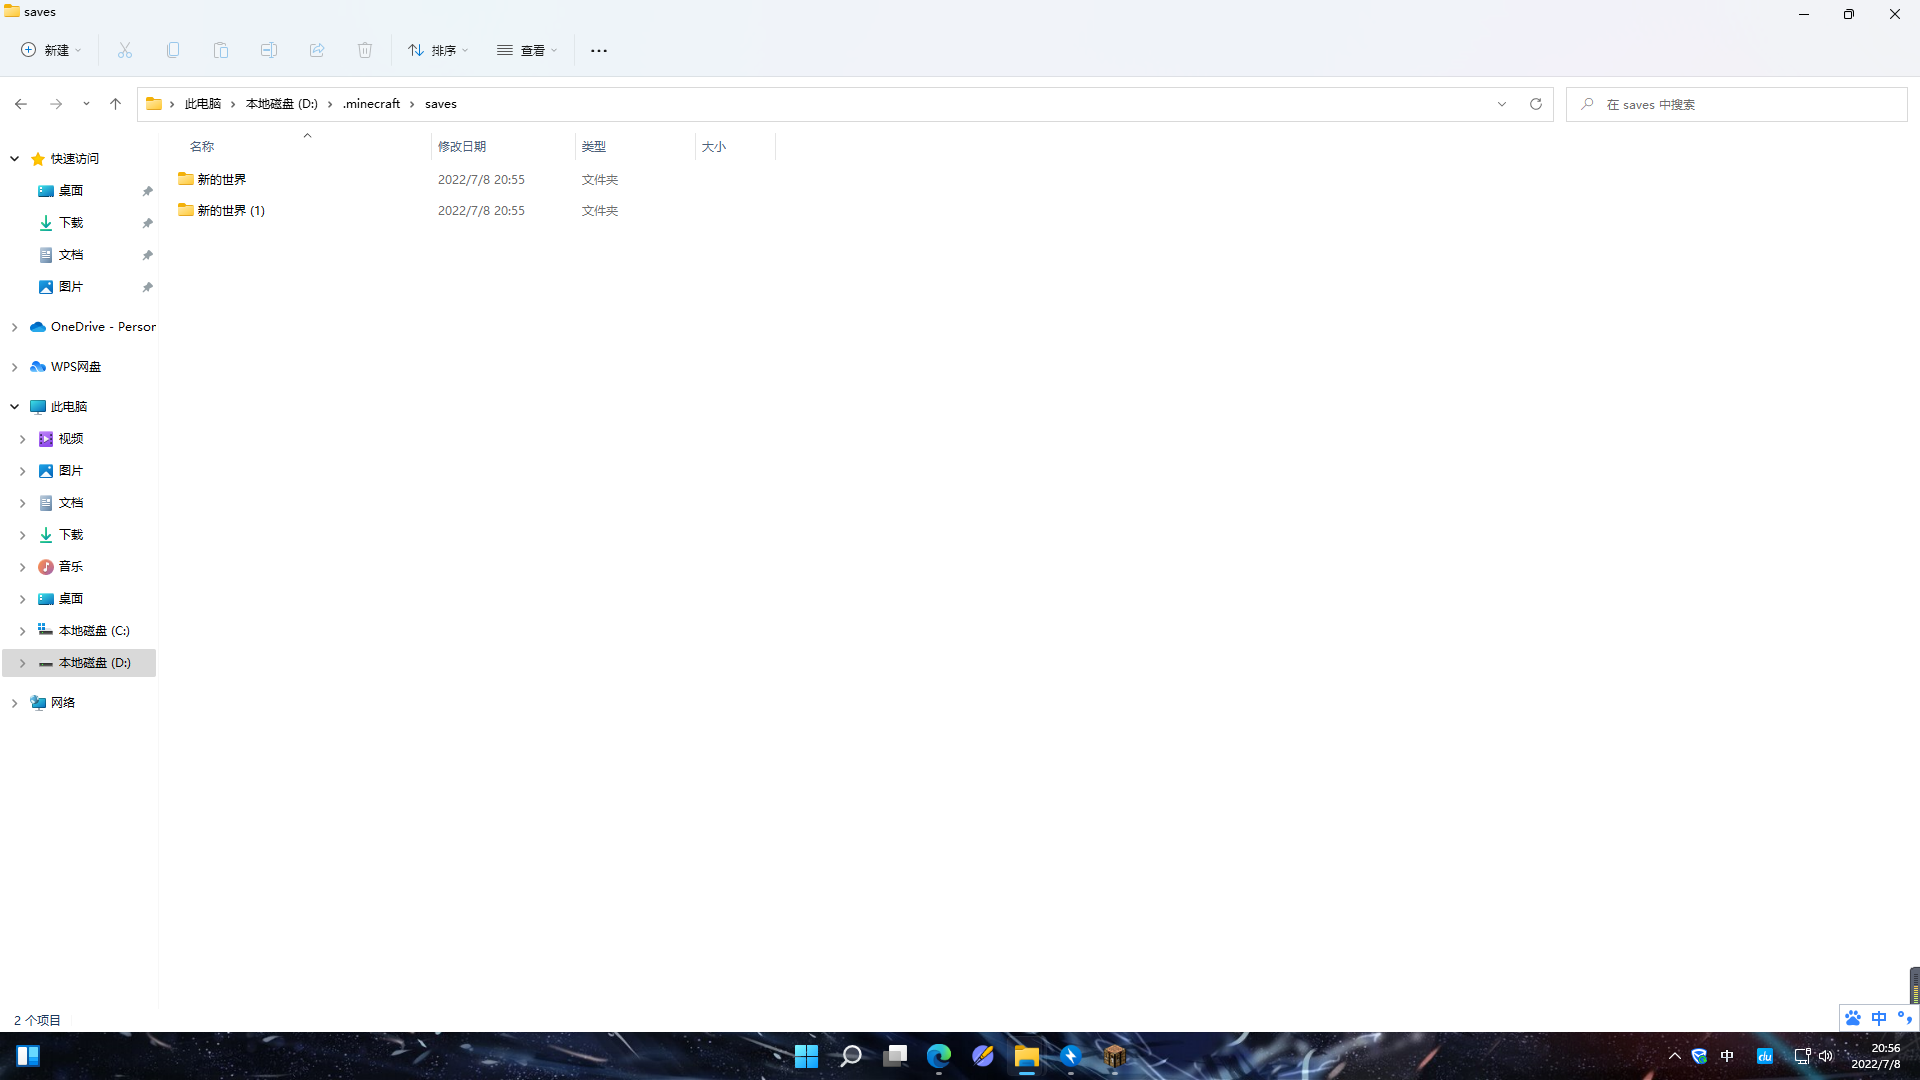 saves
新建
排序
查看
此电脑 本地磁盘 (D:) .minecraft saves
在 saves 中搜索
名称 修改日期 类型 大小
新的世界 2022/7/8 20:55 文件夹
新的世界 (1) 2022/7/8 20:55 文件夹
快速访问
桌面
下载
文档
图片
OneDrive - Person
WPS网盘
此电脑
视频
图片
文档
下载
音乐
桌面
本地磁盘 (C:)
本地磁盘 (D:)
网络
2 个项目
中
中
du
20:56
2022/7/8